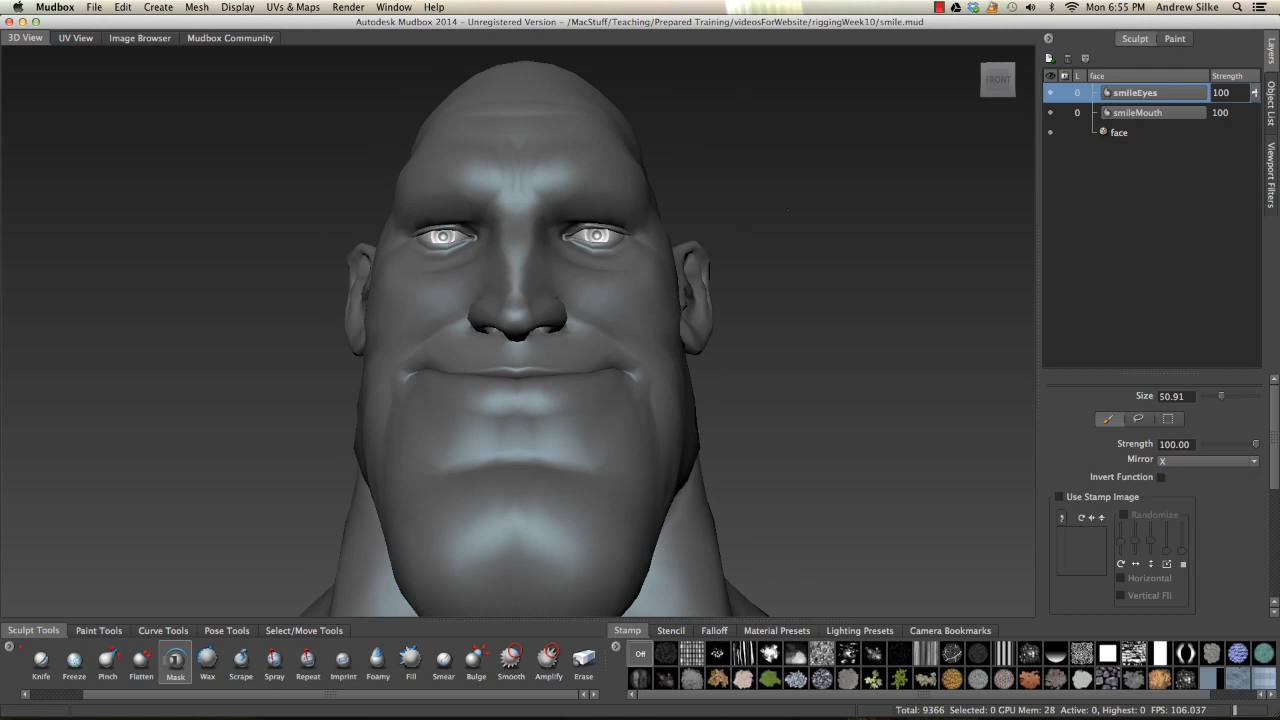 Mudbox File Edit Create Mesh Display UVs & Maps Render Window Help Mon 6:55 PM Andrew Silke
Autodesk Mudbox 2014 - Unregistered Version - /MacStuff/Teaching/Prepared Training/videosForWebsite/riggingWeek10/smile.mud
3D View UV View Image Browser Mudbox Community
Sculpt Paint
Layers
Object List
Viewport Filters
L face Strength
0 smileEyes 100
0 smileMouth 100
face
FRONT
Size 50.91
Strength 100.00
Mirror X
Invert Function
Use Stamp Image
Randomize
Horizontal
Vertical Fli
Sculpt Tools Paint Tools Curve Tools Pose Tools Select/Move Tools
Stamp Stencil Falloff Material Presets Lighting Presets Camera Bookmarks
Off
Knife Freeze Pinch Flatten Mask Wax Scrape Spray Repeat Imprint Foamy Fill Smear Bulge Smooth Amplify Erase
Total: 9366 Selected: 0 GPU Mem: 28 Active: 0, Highest: 0 FPS: 106.037